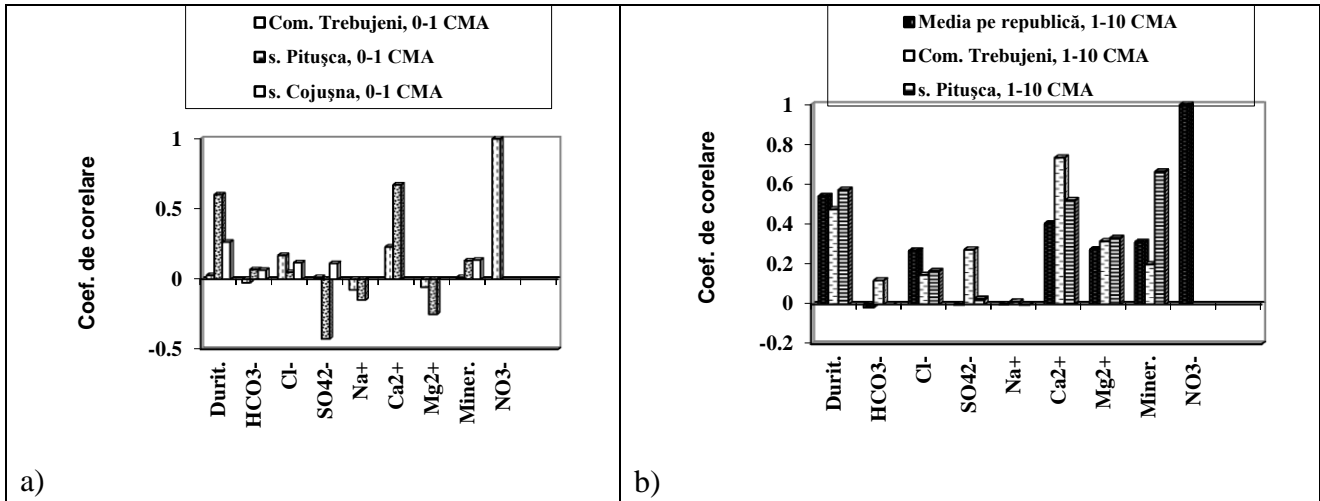 Com. Trebujeni, 0-1 CMA
s. Pitușca, 0-1 CMA
s. Cojușna, 0-1 CMA
Coef. de corelare
1
0.5
0
-0.5
Durit.
HCO3-
Cl-
SO42-
Na+
Ca2+
Mg2+
Miner.
NO3-
a)
Media pe republică, 1-10 CMA
Com. Trebujeni, 1-10 CMA
s. Pitușca, 1-10 CMA
Coef. de corelare
1
0.8
0.6
0.4
0.2
0
-0.2
Durit.
HCO3-
Cl-
SO42-
Na+
Ca2+
Mg2+
Miner.
NO3-
b)